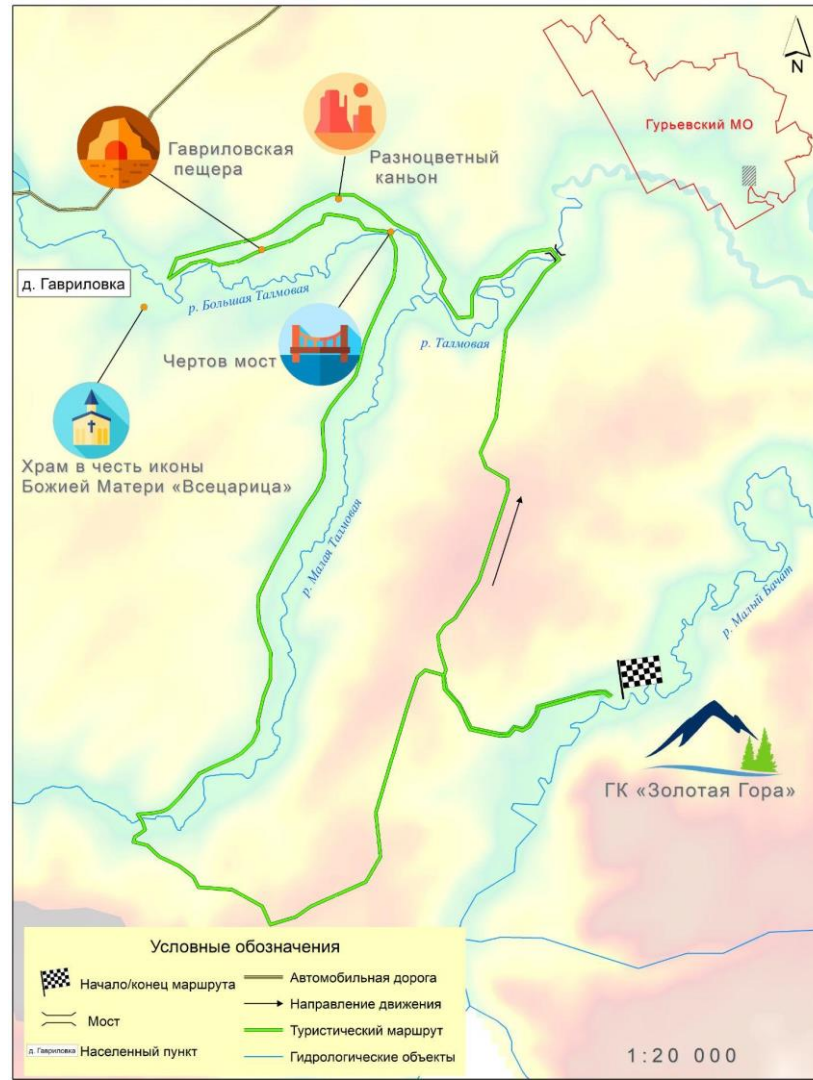 N
Гурьевский МО
Гавриловская
пещера
Разноцветный
каньон
д. Гавриловка
р. Большая Талмовая
р. Талмовая
Чертов мост
Храм в честь иконы
Божией Матери «Всецарица»
р. Малая Талмовая
р. Малый Бачат
ГК «Золотая Гора»
Условные обозначения
Начало/конец маршрута
Мост
д. Гавриловка Населенный пункт
Автомобильная дорога
Направление движения
Туристический маршрут
Гидрологические объекты
1:20 000